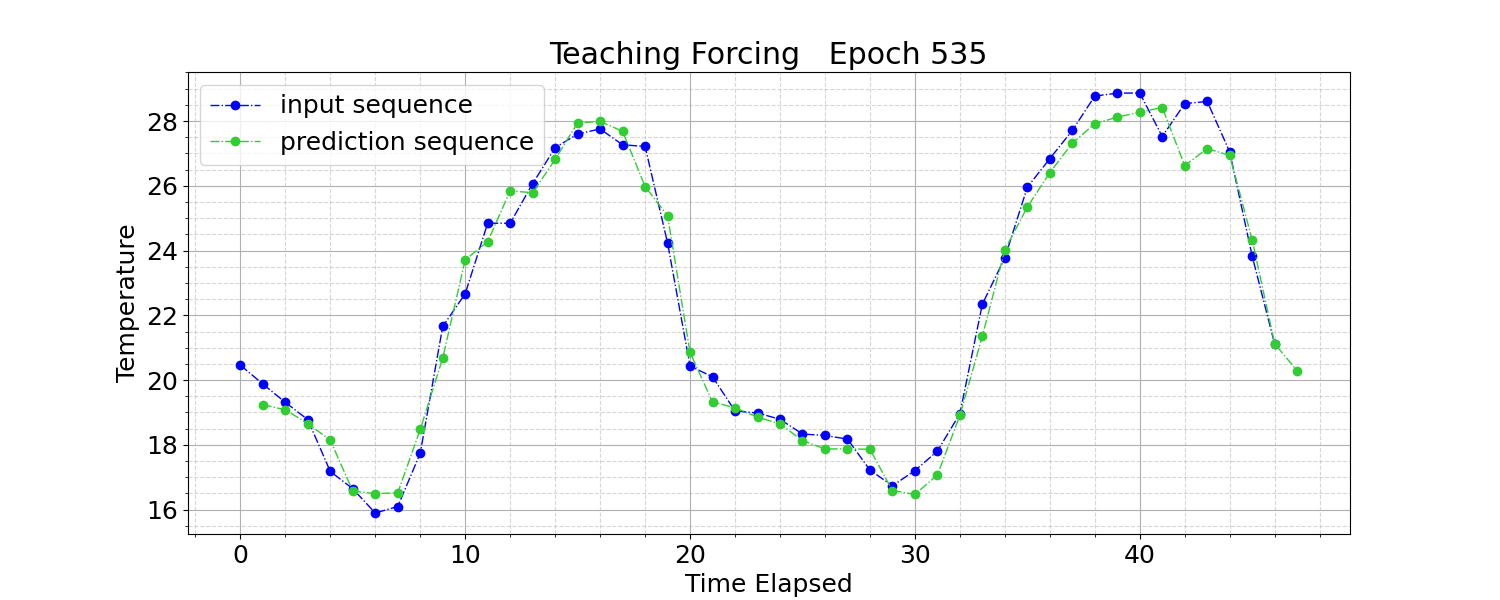 Teaching Forcing   Epoch 535
input sequence
prediction sequence
28
26
24
22
20
18
16
Temperature
0 10 20 30 40
Time Elapsed